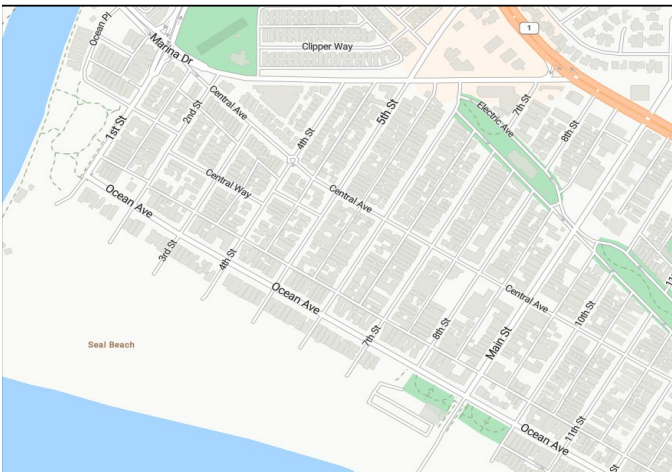 Ocean Pl
Marina Dr
1
Clipper Way
Central Ave
2nd St
1st St
4th St
5th St
Electric Ave
7th St
8th St
Central Way
Central Ave
Ocean Ave
3rd St
4th St
Ocean Ave
Central Ave
10th St
Seal Beach
7th St
8th St
Main St
11th St
Ocean Ave